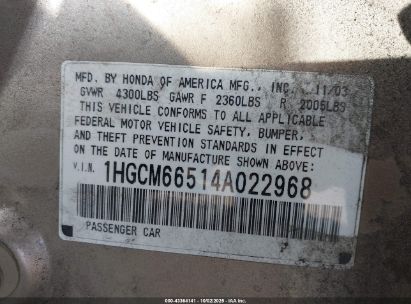 MFD. BY HONDA OF AMERICA MFG., INC. 11/03
GVWR 4300LBS GAWR F 2360LBS R 2006LBS
THIS VEHICLE CONFORMS TO ALL APPLICABLE
FEDERAL MOTOR VEHICLE SAFETY, BUMPER,
AND THEFT PREVENTION STANDARDS IN EFFECT
ON THE DATE OF MANUFACTURE SHOWN ABOVE:
V.I.N. 1HGCM66514A022968
PASSENGER CAR